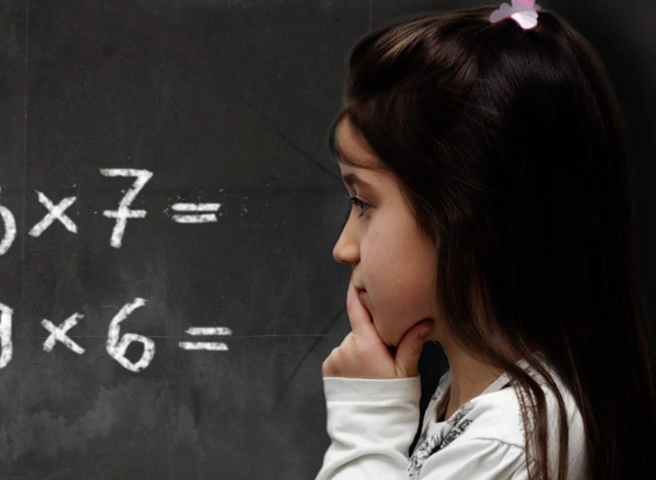 × 7 =
× 6 =